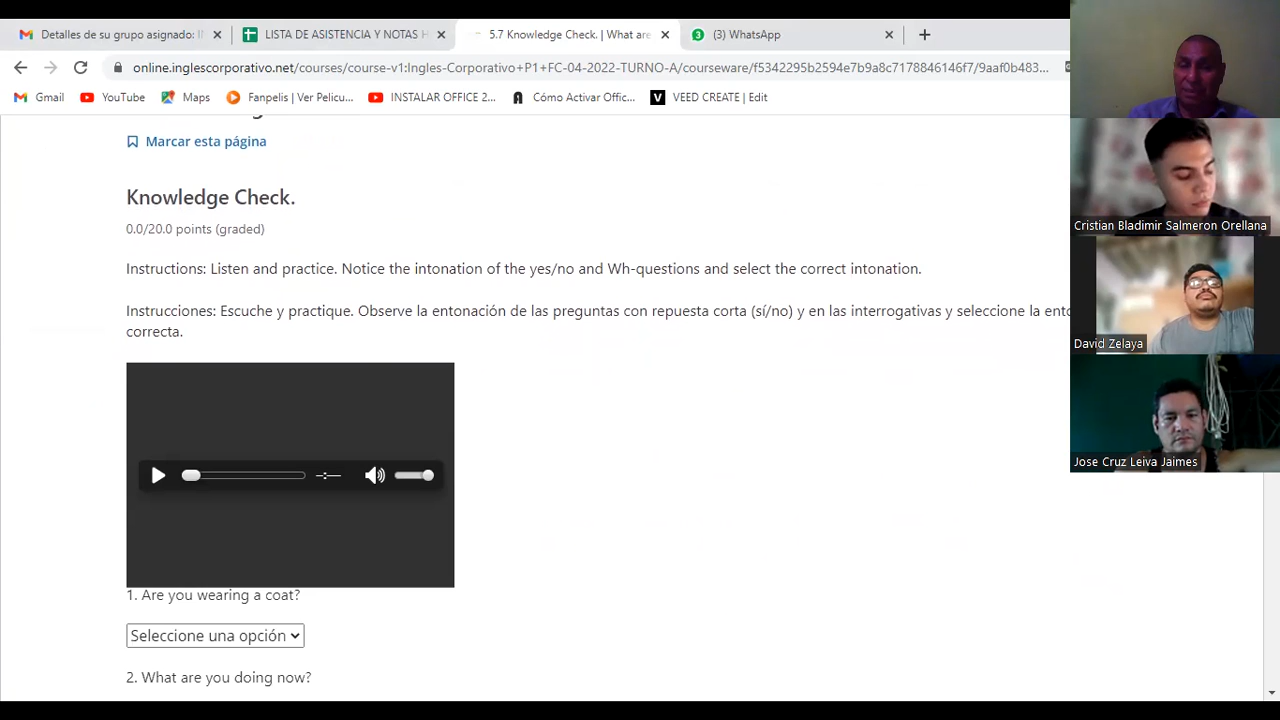 Detalles de su grupo asignado: I
LISTA DE ASISTENCIA Y NOTAS H
5.7 Knowledge Check. | What are
(3) WhatsApp
online.inglescorporativo.net/courses/course-v1:Ingles-Corporativo+P1+FC-04-2022-TURNO-A/courseware/f5342295b2594e7b9a8c7178846146f7/9aaf0b483...
Gmail
YouTube
Maps
Fanpelis | Ver Pelicu...
INSTALAR OFFICE 2...
Cómo Activar Offic...
VEED CREATE | Edit
Marcar esta página
Knowledge Check.
0.0/20.0 points (graded)
Instructions: Listen and practice. Notice the intonation of the yes/no and Wh-questions and select the correct intonation.
Instrucciones: Escuche y practique. Observe la entonación de las preguntas con repuesta corta (sí/no) y en las interrogativas y seleccione la ento
correcta.
-:--
1. Are you wearing a coat?
Seleccione una opción
2. What are you doing now?
Cristian Bladimir Salmeron Orellana
David Zelaya
Jose Cruz Leiva Jaimes